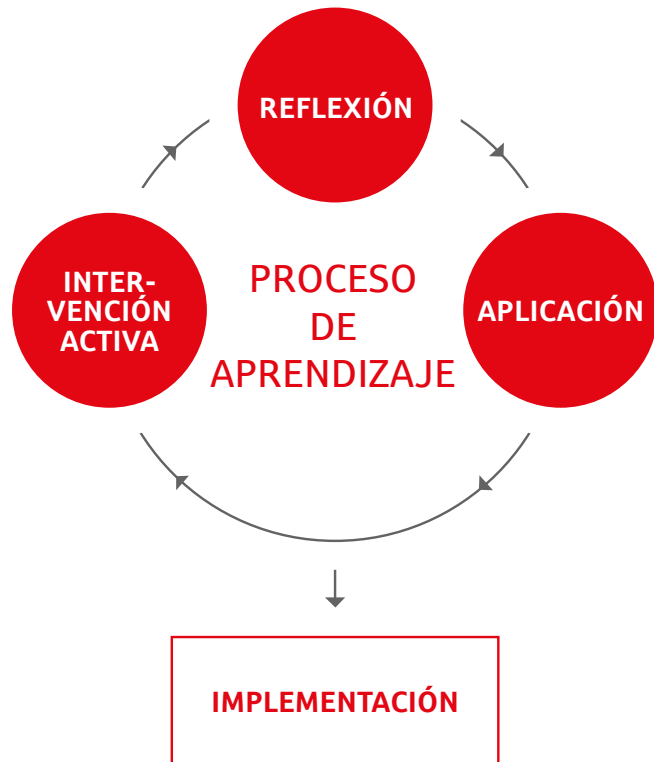 REFLEXIÓN
INTER-
VENCIÓN
ACTIVA
PROCESO
DE
APRENDIZAJE
APLICACIÓN
IMPLEMENTACIÓN